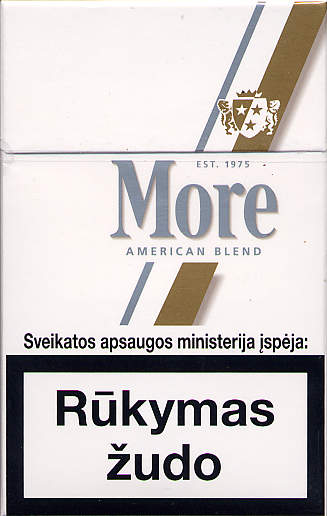 EST. 1975
More
AMERICAN BLEND
Sveikatos apsaugos ministerija įspėja:
Rūkymas
žudo